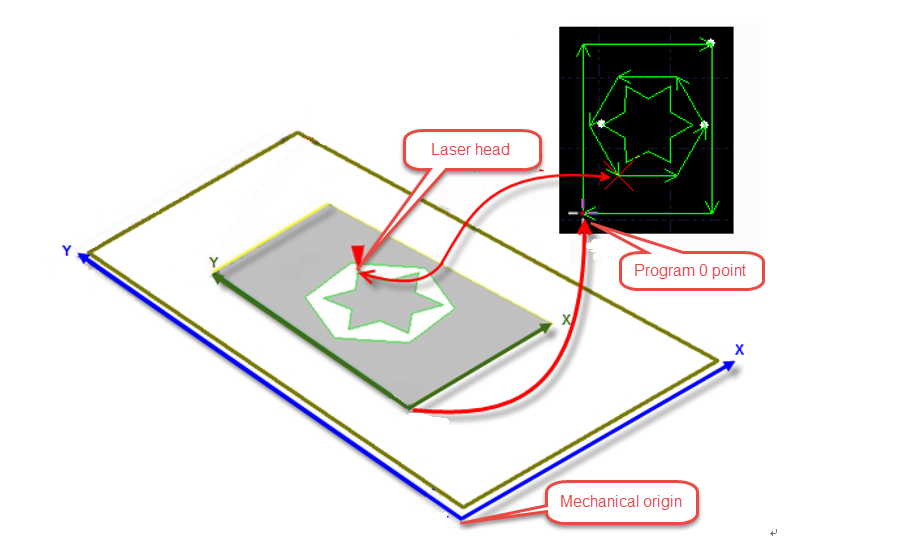 Laser head
Y
Y
Program 0 point
X
X
Mechanical origin